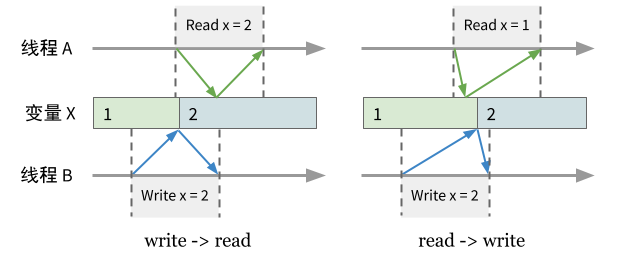 Read x = 2
Read x = 1
线程 A
变量 X
1
2
1
2
线程 B
Write x = 2
Write x = 2
write -> read
read -> write